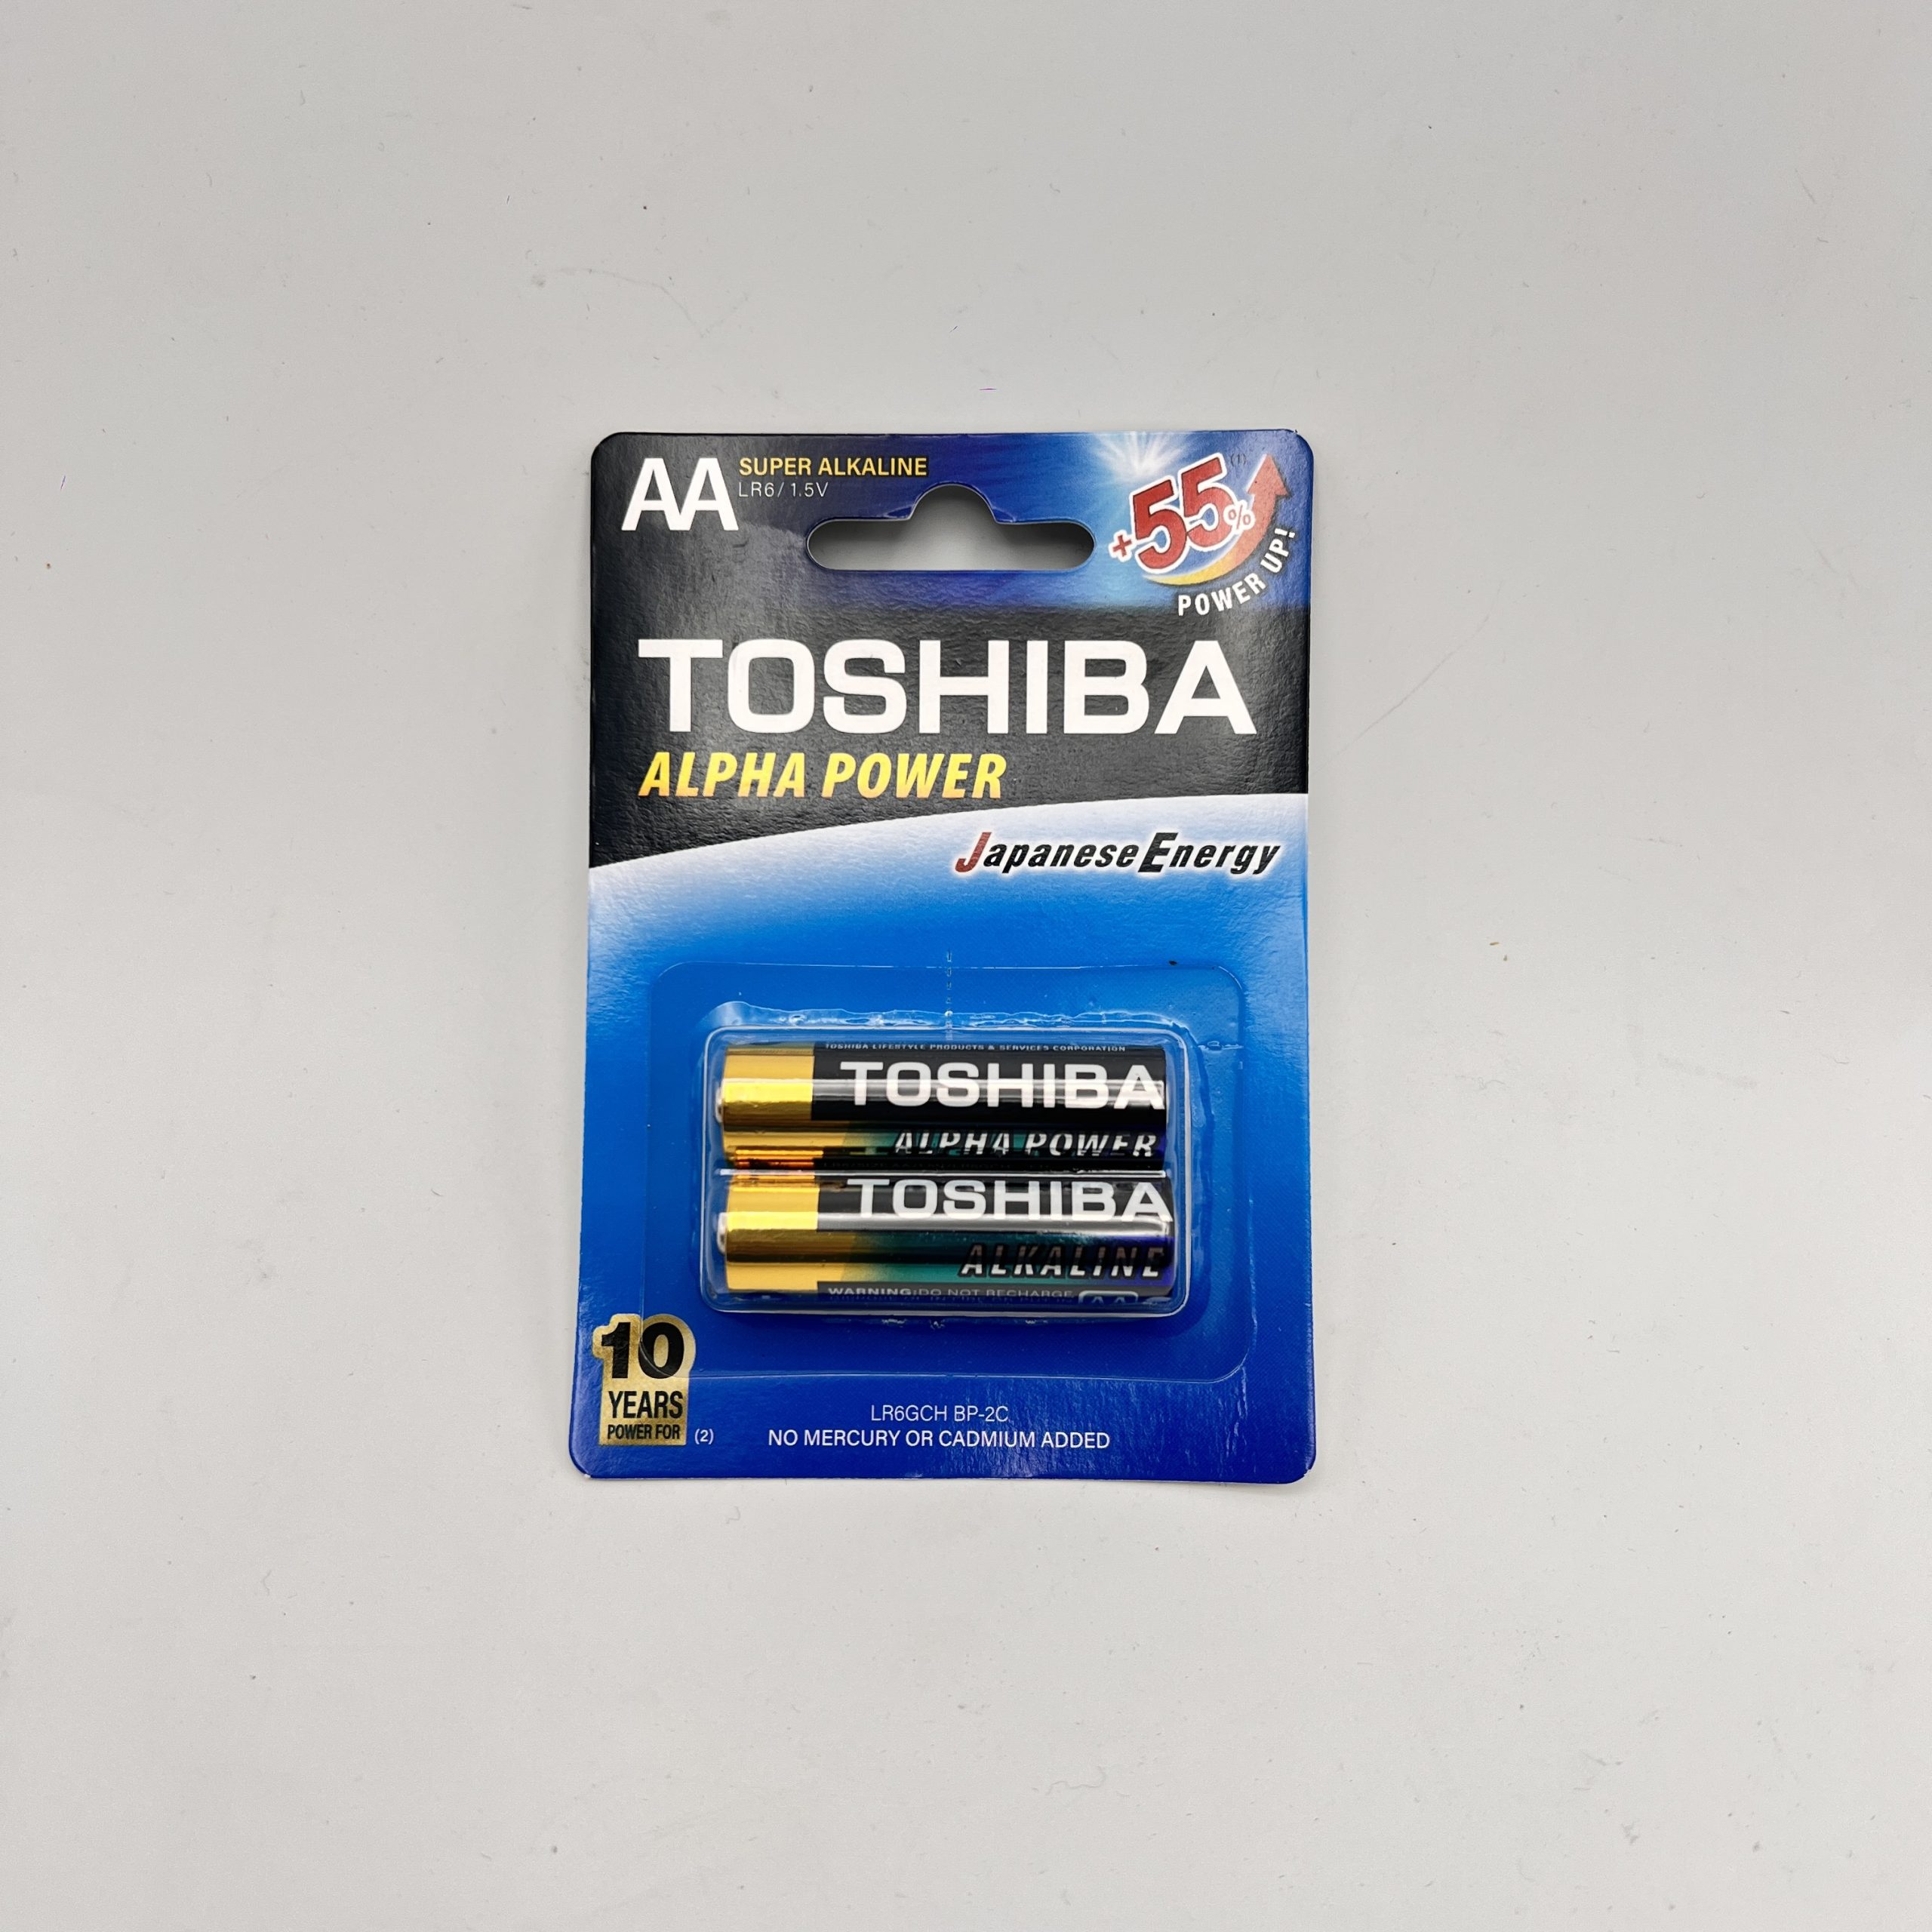 AA
SUPER ALKALINE
LR6/1.5V
+55% (1)
POWER UP!
TOSHIBA
ALPHA POWER
JapaneseEnergy
TOSHIBA LIFESTYLE PRODUCTS & SERVICES CORPORATION
TOSHIBA
ALPHA POWER
TOSHIBA
ALKALINE
WARNING:DO NOT RECHARGE
AA
10
YEARS
POWER FOR (2)
LR6GCH BP-2C
NO MERCURY OR CADMIUM ADDED